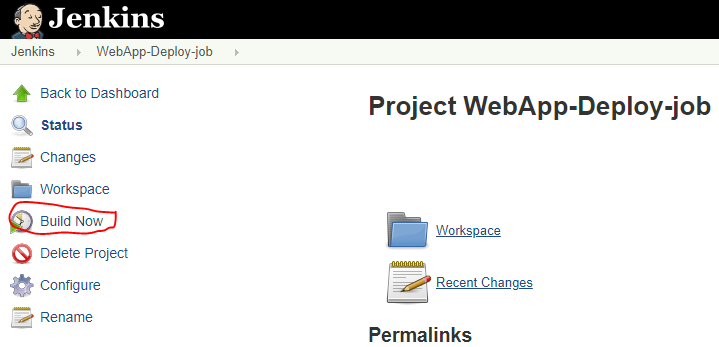 Jenkins
Jenkins WebApp-Deploy-job
Back to Dashboard
Status
Changes
Workspace
Build Now
Delete Project
Configure
Rename
Project WebApp-Deploy-job
Workspace
Recent Changes
Permalinks